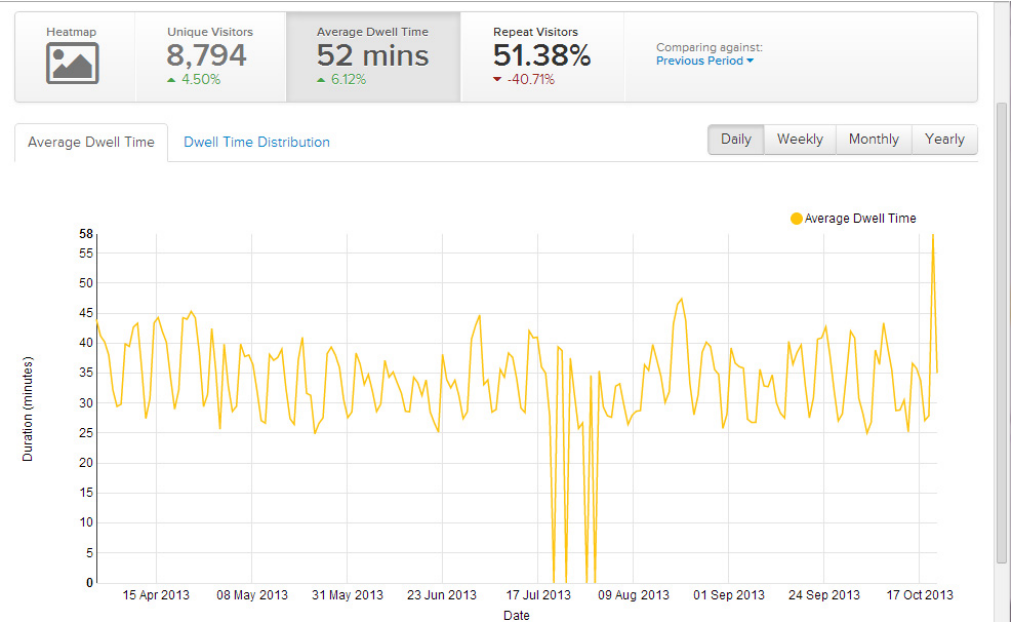 Heatmap
Unique Visitors
8,794
4.50%
Average Dwell Time
52 mins
6.12%
Repeat Visitors
51.38%
-40.71%
Comparing against:
Previous Period
Average Dwell Time
Dwell Time Distribution
Daily
Weekly
Monthly
Yearly
Average Dwell Time
58
55
50
45
40
35
30
25
20
15
10
5
0
Duration (minutes)
15 Apr 2013
08 May 2013
31 May 2013
23 Jun 2013
17 Jul 2013
09 Aug 2013
01 Sep 2013
24 Sep 2013
17 Oct 2013
Date